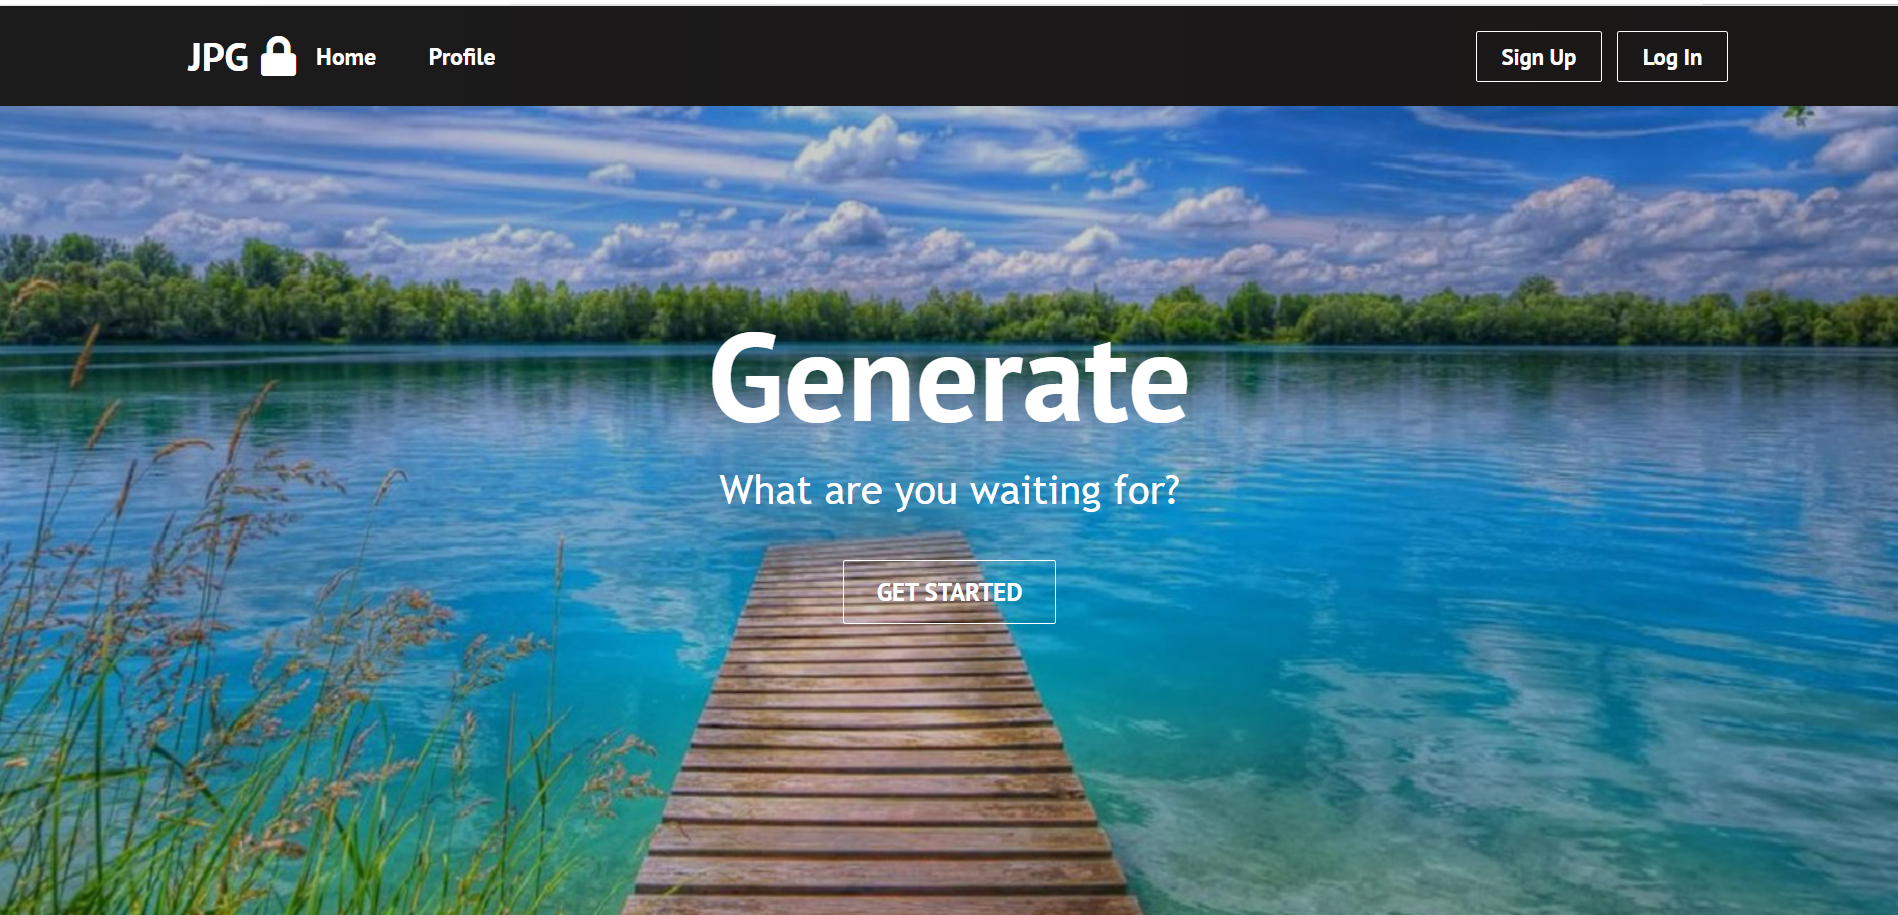 JPG Home Profile Sign Up Log In
Generate
What are you waiting for?
GET STARTED